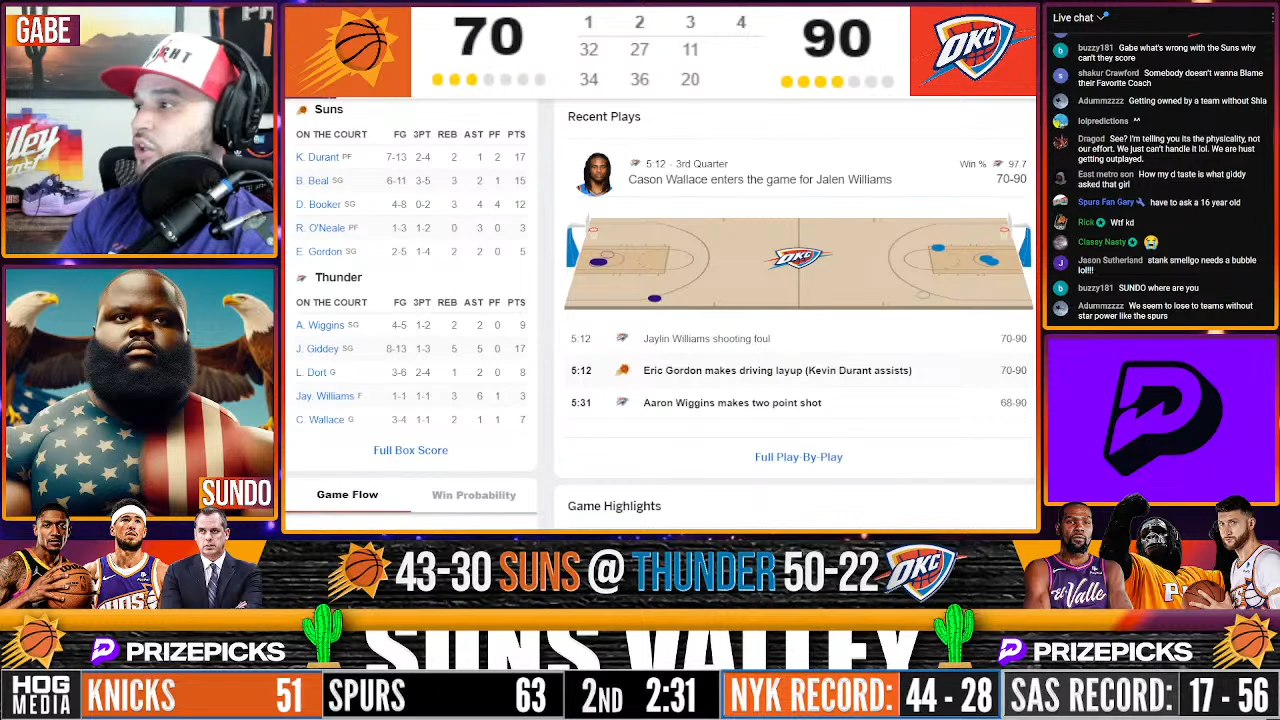 GABE
70
1 2 3 4
32 27 11
34 36 20
90
OKC
Live chat
Suns
ON THE COURT FG 3PT REB AST PF PTS
K. Durant PF 7-13 2-4 2 1 2 17
B. Beal SG 6-11 3-5 3 2 1 15
D. Booker SG 4-8 0-2 3 4 4 12
R. O'Neale PF 1-3 1-2 0 3 0 3
E. Gordon SG 2-5 1-4 2 2 0 5
Thunder
ON THE COURT FG 3PT REB AST PF PTS
A. Wiggins SG 4-5 1-2 2 2 0 9
J. Giddey SG 8-13 1-3 5 5 0 17
L. Dort G 3-6 2-4 1 2 0 8
Jay. Williams F 1-1 1-1 3 6 1 3
C. Wallace G 3-4 1-1 2 1 1 7
Full Box Score
Game Flow Win Probability
Recent Plays
5:12 - 3rd Quarter Win % 97.7
Cason Wallace enters the game for Jalen Williams 70-90
OKC
5:12 Jaylin Williams shooting foul 70-90
5:12 Eric Gordon makes driving layup (Kevin Durant assists) 70-90
5:31 Aaron Wiggins makes two point shot 68-90
Full Play-By-Play
Game Highlights
buzzy181 Gabe what's wrong with the Suns why
can't they score
shakur Crawford Somebody doesn't wanna Blame
their Favorite Coach
Adummzzzz Getting owned by a team without Shia
lolpredictions ^^
Dragod See? I'm telling you its the physicality, not
our effort. We just can't handle it lol. We are hust
getting outplayed.
East metro son How my d taste is what giddy
asked that girl
Spurs Fan Gary have to ask a 16 year old
Rick Wtf kd
Classy Nasty 😭
Jason Sutherland stank smellgo needs a bubble
lol!!!
buzzy181 SUNDO where are you
Adummzzzz We seem to lose to teams without
star power like the spurs
SUNDO
43-30 SUNS @ THUNDER 50-22 OKC
PRIZEPICKS
SUNS VALLEY
PRIZEPICKS
HOG
MEDIA
KNICKS 51 SPURS 63 2ND 2:31 NYK RECORD: 44 - 28 SAS RECORD: 17 - 56